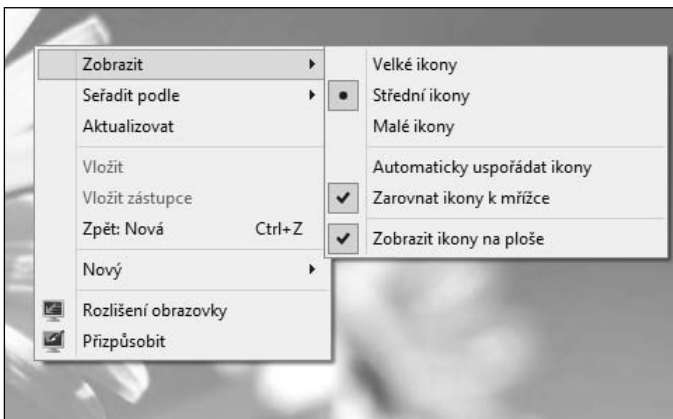 Zobrazit
Seřadit podle
Aktualizovat
Vložit
Vložit zástupce
Zpět: Nová Ctrl+Z
Nový
Rozlišení obrazovky
Přizpůsobit
Velké ikony
Střední ikony
Malé ikony
Automaticky uspořádat ikony
Zarovnat ikony k mřížce
Zobrazit ikony na ploše